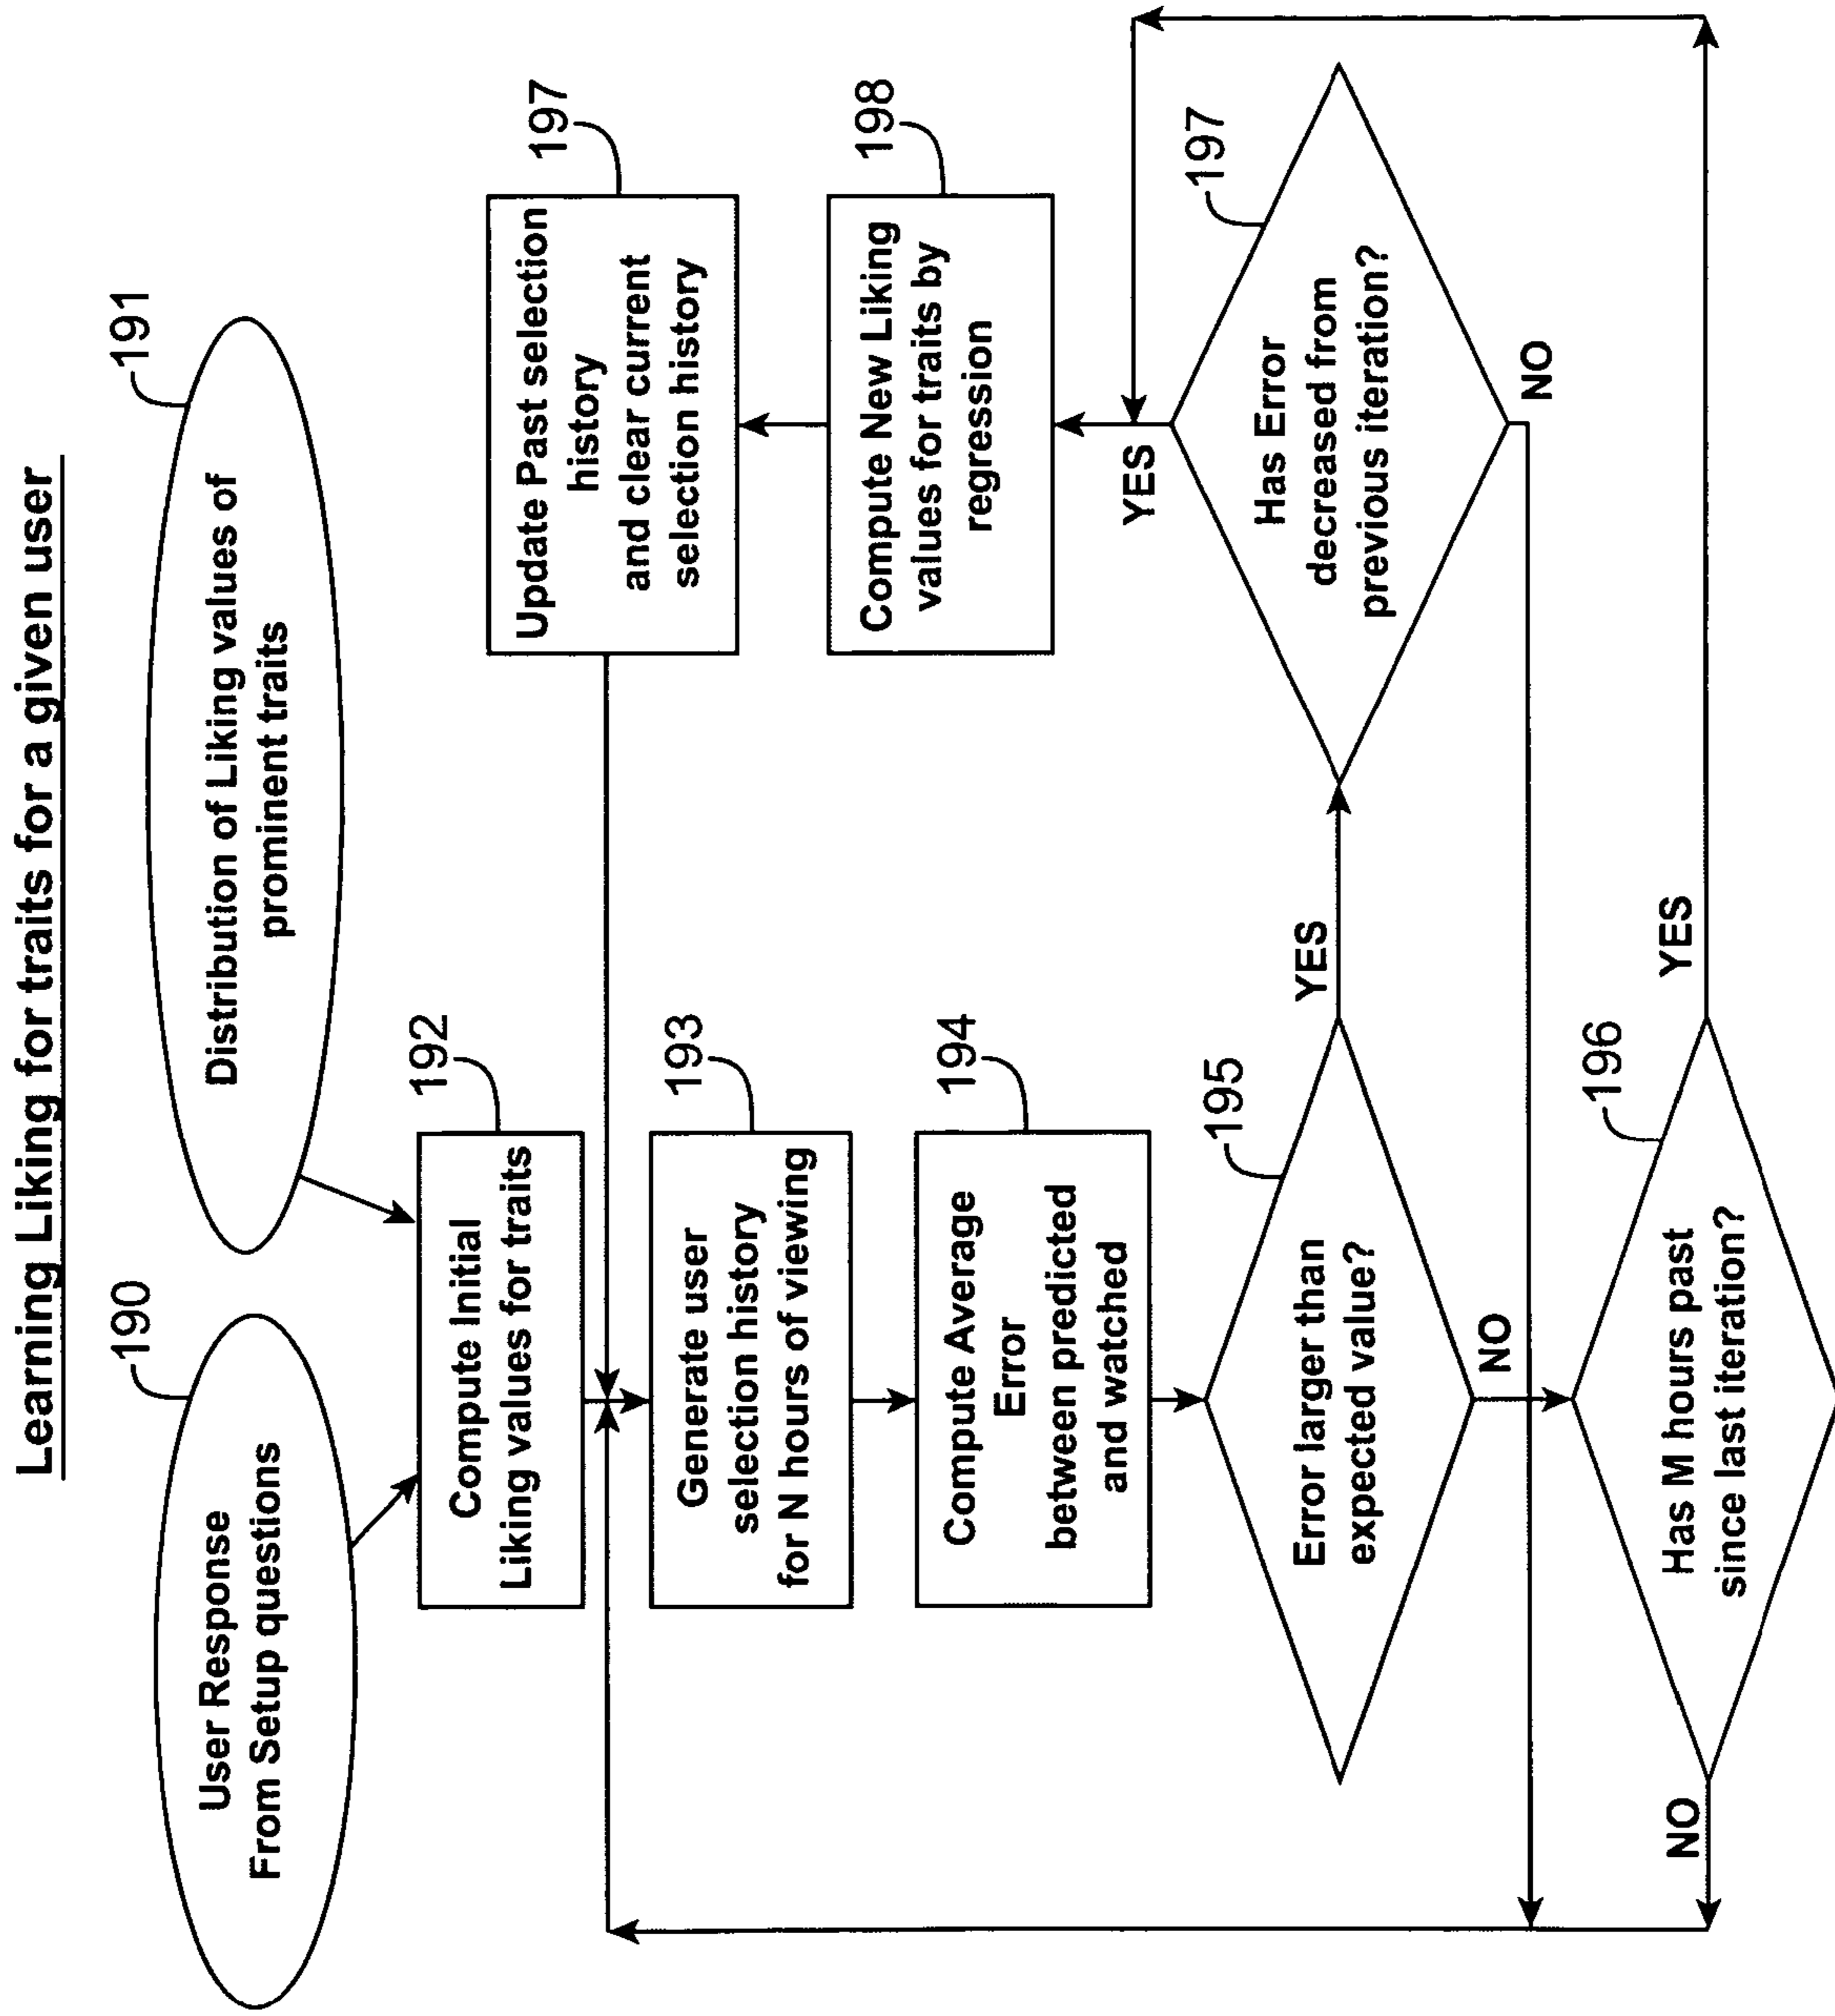 Learning Liking for traits for a given user
190
User Response
From Setup questions
191
Distribution of Liking values of
prominent traits
192
Compute Initial
Liking values for traits
193
Generate user
selection history
for N hours of viewing
194
Compute Average
Error
between predicted
and watched
195
Error larger than
expected value?
YES
NO
196
Has M hours past
since last iteration?
NO
YES
197
Update Past selection
history
and clear current
selection history
198
Compute New Liking
values for traits by
regression
YES
197
Has Error
decreased from
previous iteration?
NO